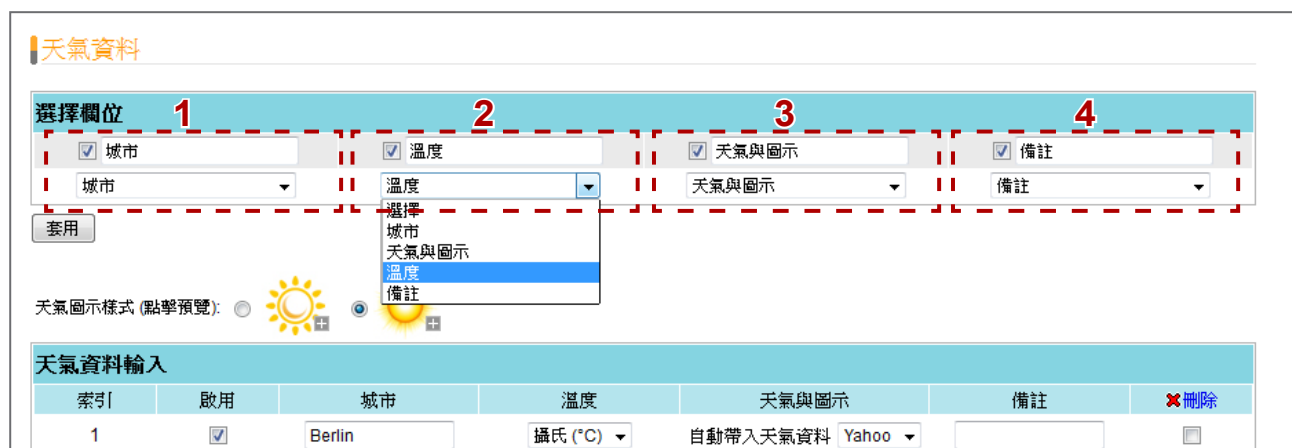 天氣資料
選擇欄位 1 2 3 4
城市 溫度 天氣與圖示 備註
城市 溫度 天氣與圖示 備註
選擇
套用
城市
天氣與圖示
溫度
備註
天氣圖示樣式 (點擊預覽):
天氣資料輸入
索引 啟用 城市 溫度 天氣與圖示 備註 刪除
1 Berlin 攝氏 (°C) 自動帶入天氣資料 Yahoo